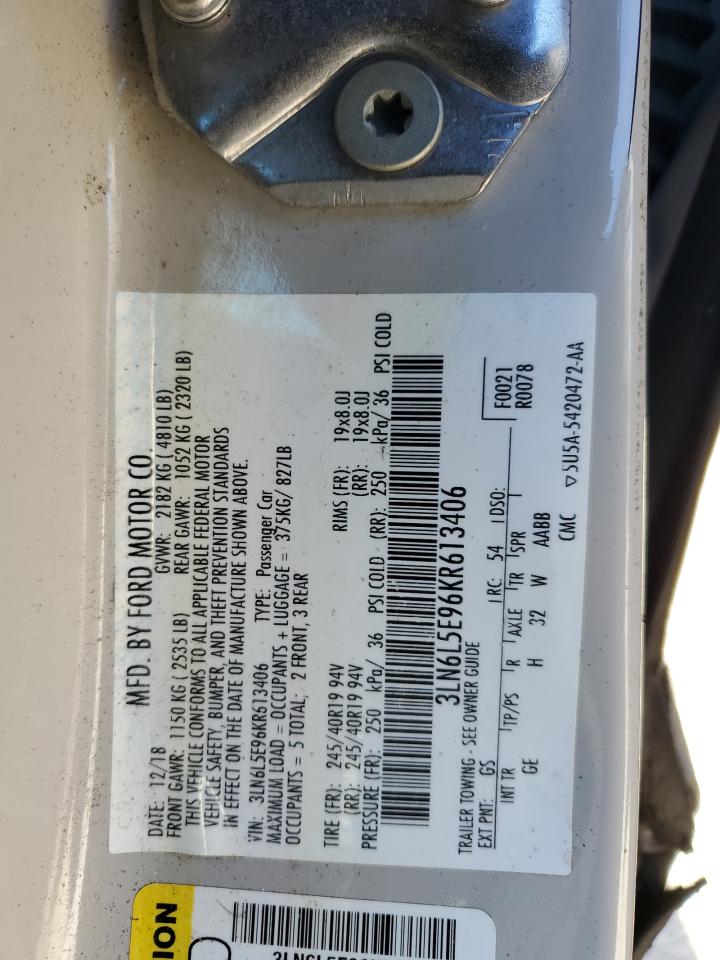 MFD. BY FORD MOTOR CO.
DATE: 12/18 GVWR: 2182 KG ( 4810 LB)
FRONT GAWR: 1150 KG ( 2535 LB) REAR GAWR: 1052 KG ( 2320 LB)
THIS VEHICLE CONFORMS TO ALL APPLICABLE FEDERAL MOTOR
VEHICLE SAFETY, BUMPER, AND THEFT PREVENTION STANDARDS
IN EFFECT ON THE DATE OF MANUFACTURE SHOWN ABOVE.
VIN: 3LN6L5E96KR613406 TYPE: Passenger Car
MAXIMUM LOAD = OCCUPANTS + LUGGAGE = 375KG/ 827LB
OCCUPANTS = 5 TOTAL, 2 FRONT, 3 REAR
TIRE (FR): 245/40R19 94V RIMS (FR): 19x8.0J
(RR): 245/40R19 94V (RR): 19x8.0J
PRESSURE (FR): 250 kPa/ 36 PSI COLD (RR): 250 kPa/ 36 PSI COLD
3LN6L5E96KR613406
TRAILER TOWING - SEE OWNER GUIDE
F0021
EXT PNT: GS RC: 54 DSO: R0078
INT TR TP/PS R AXLE TR SPR
GE H 32 W AABB
CMC ▽5U5A-5420472-AA
ION